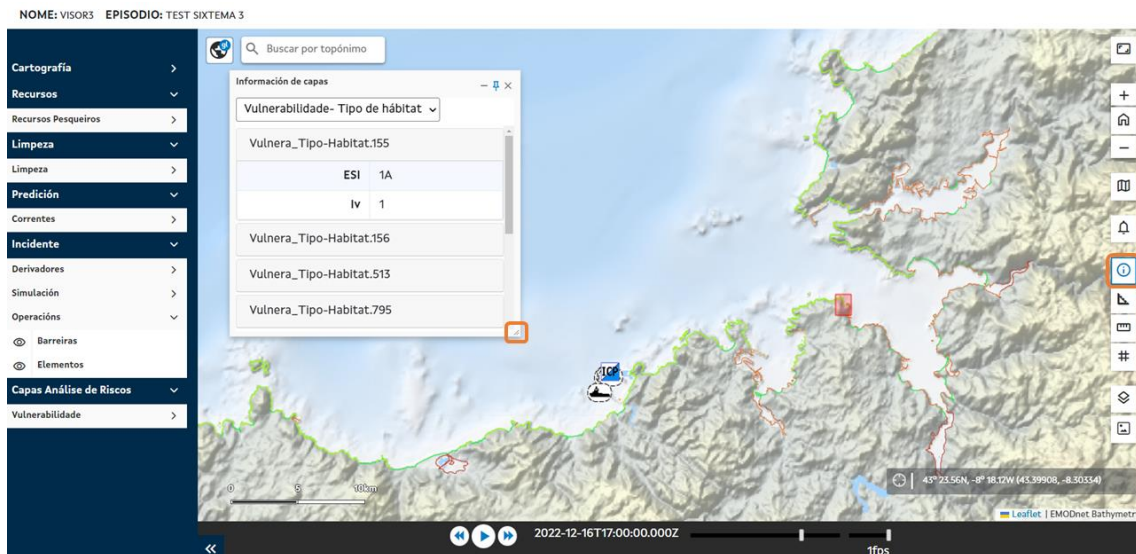 NOME: VISOR3 EPISODIO: TEST SIXTEMA 3
Cartografía
Recursos
Recursos Pesqueiros
Limpeza
Limpeza
Predición
Correntes
Incidente
Derivadores
Simulación
Operacións
Barreiras
Elementos
Capas Análise de Riscos
Vulnerabilidade
Buscar por topónimo
Información de capas
Vulnerabilidade- Tipo de hábitat
Vulnera_Tipo-Habitat.155
ESI 1A
Iv 1
Vulnera_Tipo-Habitat.156
Vulnera_Tipo-Habitat.513
Vulnera_Tipo-Habitat.795
ICP
0 5 10km
43° 23.56N, -8° 18.12W (43.39908, -8.30334)
Leaflet | EMODnet Bathymetr
2022-12-16T17:00:00.000Z
1fps